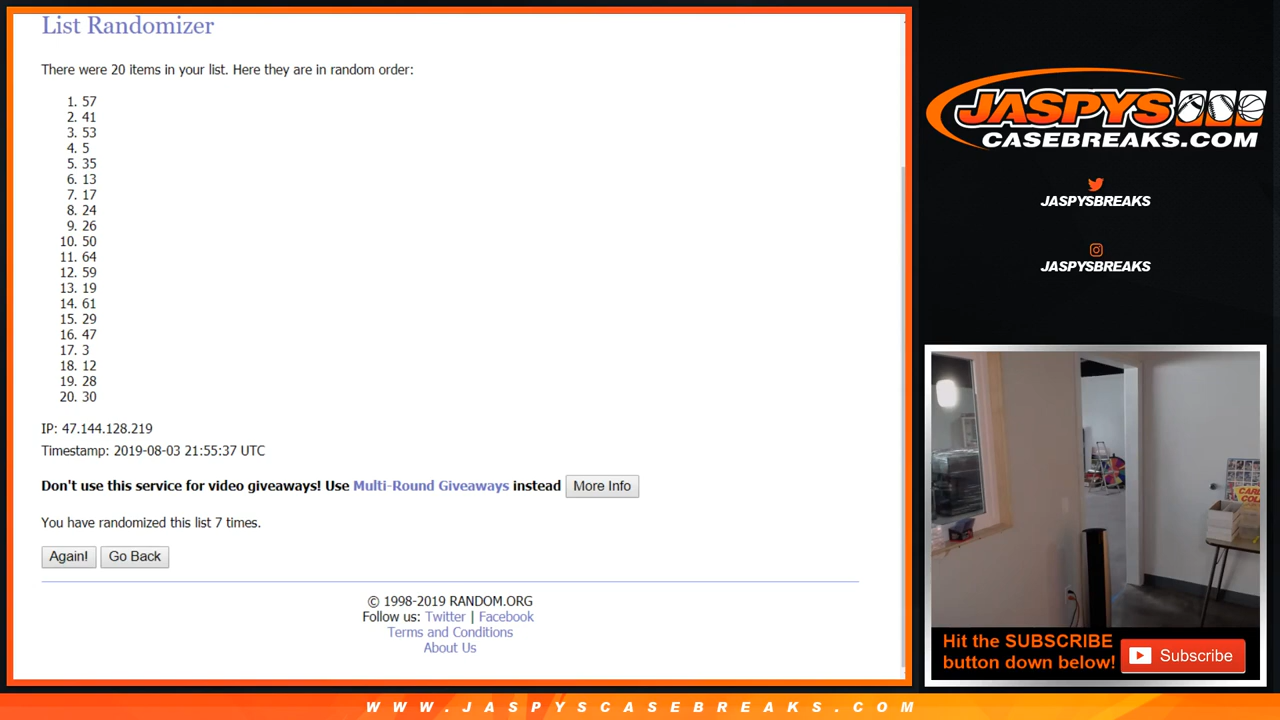 List Randomizer
There were 20 items in your list. Here they are in random order:
1. 57
2. 41
3. 53
4. 5
5. 35
6. 13
7. 17
8. 24
9. 26
10. 50
11. 64
12. 59
13. 19
14. 61
15. 29
16. 47
17. 3
18. 12
19. 28
20. 30
IP: 47.144.128.219
Timestamp: 2019-08-03 21:55:37 UTC
Don't use this service for video giveaways! Use Multi-Round Giveaways instead More Info
You have randomized this list 7 times.
Again! Go Back
© 1998-2019 RANDOM.ORG
Follow us: Twitter | Facebook
Terms and Conditions
About Us
JASPYS
CASEBREAKS.COM
JASPYSBREAKS
JASPYSBREAKS
Hit the SUBSCRIBE
button down below!
Subscribe
WWW.JASPYSCASEBREAKS.COM